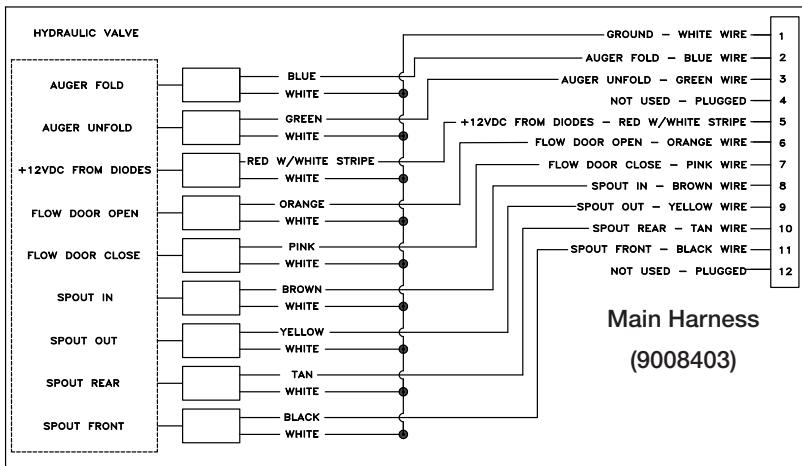 HYDRAULIC VALVE
AUGER FOLD
AUGER UNFOLD
+12VDC FROM DIODES
FLOW DOOR OPEN
FLOW DOOR CLOSE
SPOUT IN
SPOUT OUT
SPOUT REAR
SPOUT FRONT
BLUE
WHITE
GREEN
WHITE
RED W/WHITE STRIPE
WHITE
ORANGE
WHITE
PINK
WHITE
BROWN
WHITE
YELLOW
WHITE
TAN
WHITE
BLACK
WHITE
GROUND - WHITE WIRE 1
AUGER FOLD - BLUE WIRE 2
AUGER UNFOLD - GREEN WIRE 3
NOT USED - PLUGGED 4
+12VDC FROM DIODES - RED W/WHITE STRIPE 5
FLOW DOOR OPEN - ORANGE WIRE 6
FLOW DOOR CLOSE - PINK WIRE 7
SPOUT IN - BROWN WIRE 8
SPOUT OUT - YELLOW WIRE 9
SPOUT REAR - TAN WIRE 10
SPOUT FRONT - BLACK WIRE 11
NOT USED - PLUGGED 12
Main Harness
(9008403)